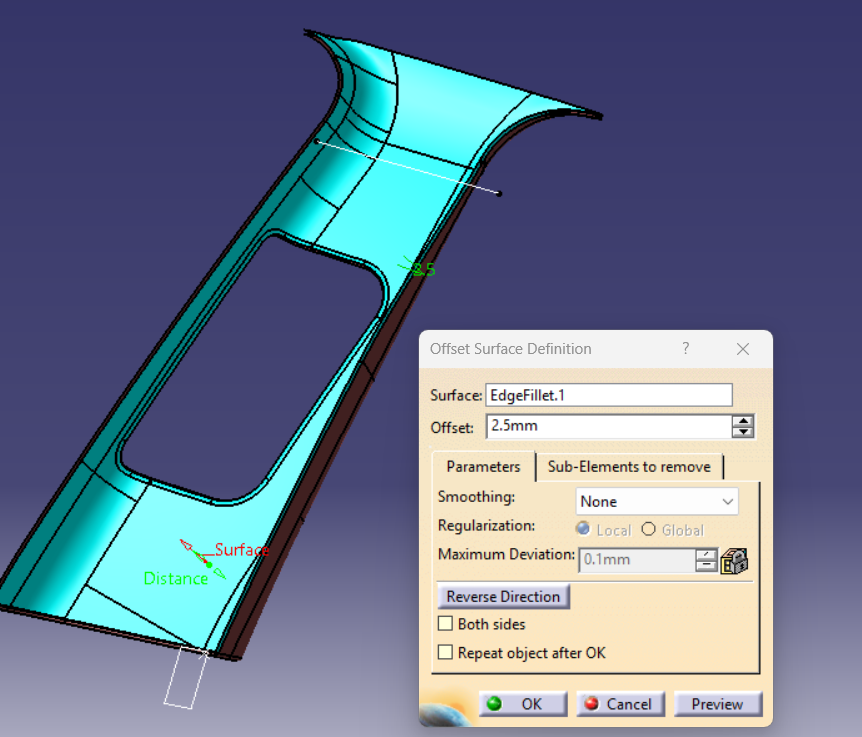 2.5
Surface
Distance
Offset Surface Definition ?
Surface: EdgeFillet.1
Offset: 2.5mm
Parameters Sub-Elements to remove
Smoothing: None
Regularization: Local Global
Maximum Deviation: 0.1mm
Reverse Direction
Both sides
Repeat object after OK
OK Cancel Preview